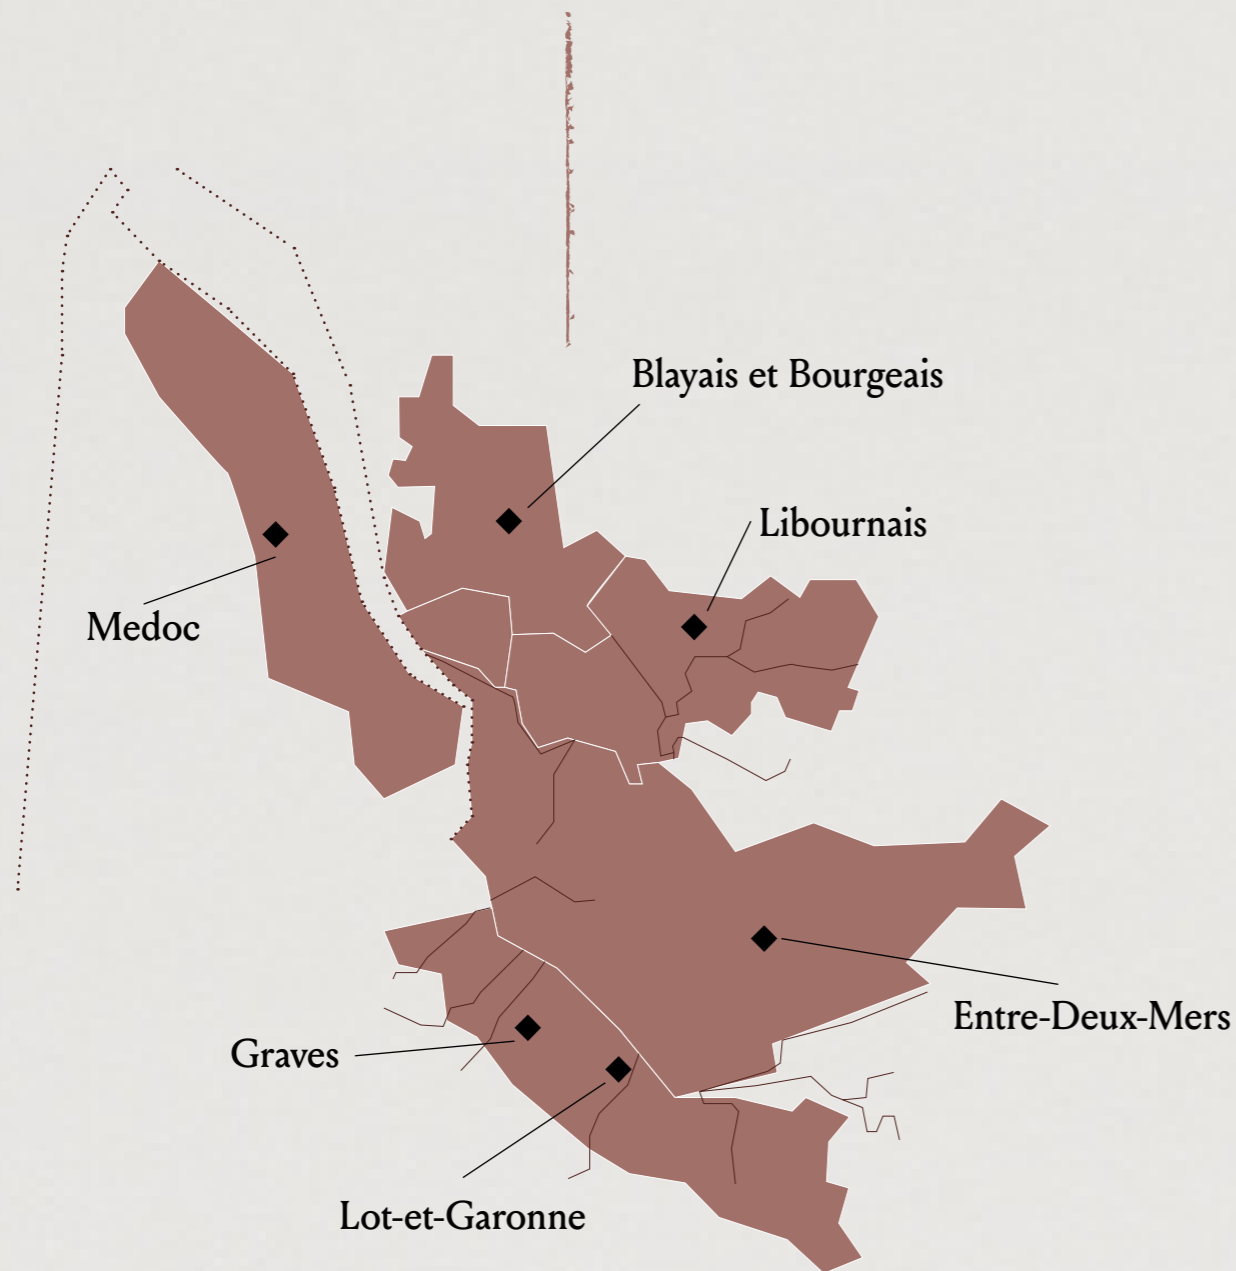 Blayais et Bourgeais
Libournais
Medoc
Entre-Deux-Mers
Graves
Lot-et-Garonne